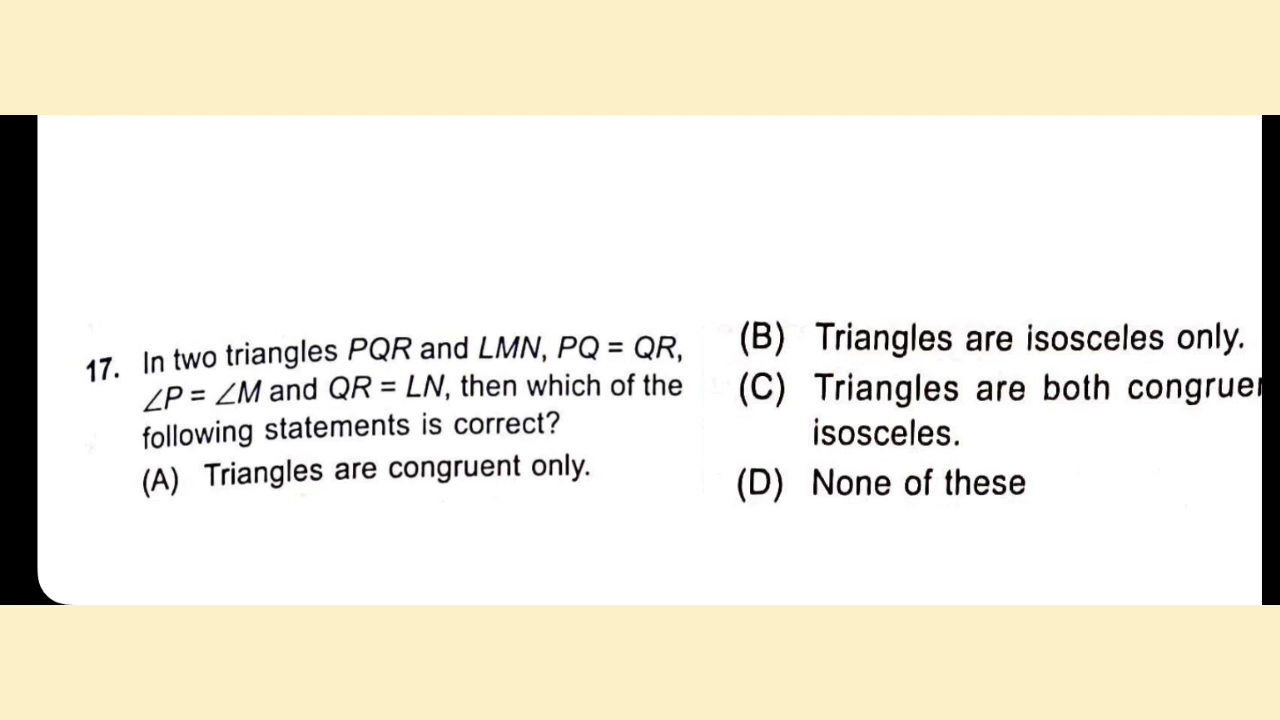 17. In two triangles PQR and LMN, PQ = QR,
∠P = ∠M and QR = LN, then which of the
following statements is correct?
(A) Triangles are congruent only.
(B) Triangles are isosceles only.
(C) Triangles are both congruen
isosceles.
(D) None of these